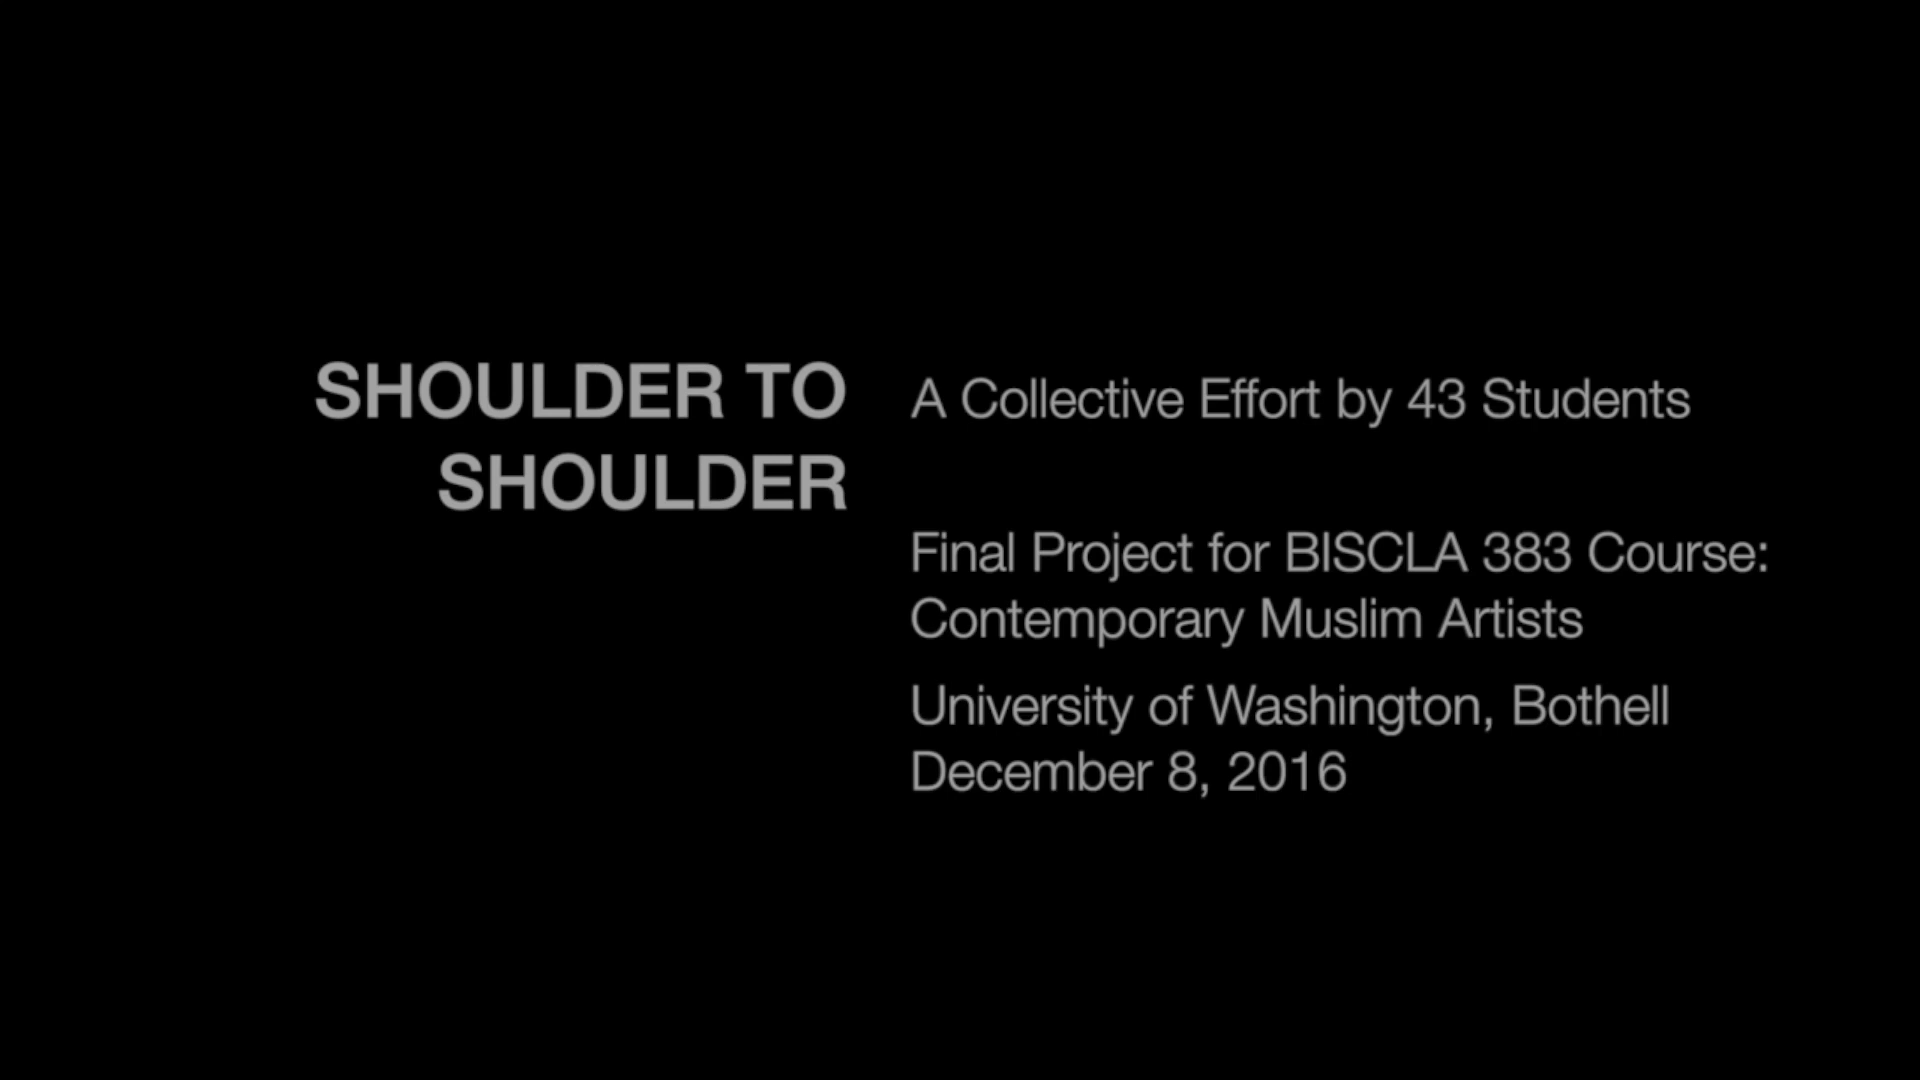 SHOULDER TO
SHOULDER
A Collective Effort by 43 Students
Final Project for BISCLA 383 Course:
Contemporary Muslim Artists
University of Washington, Bothell
December 8, 2016